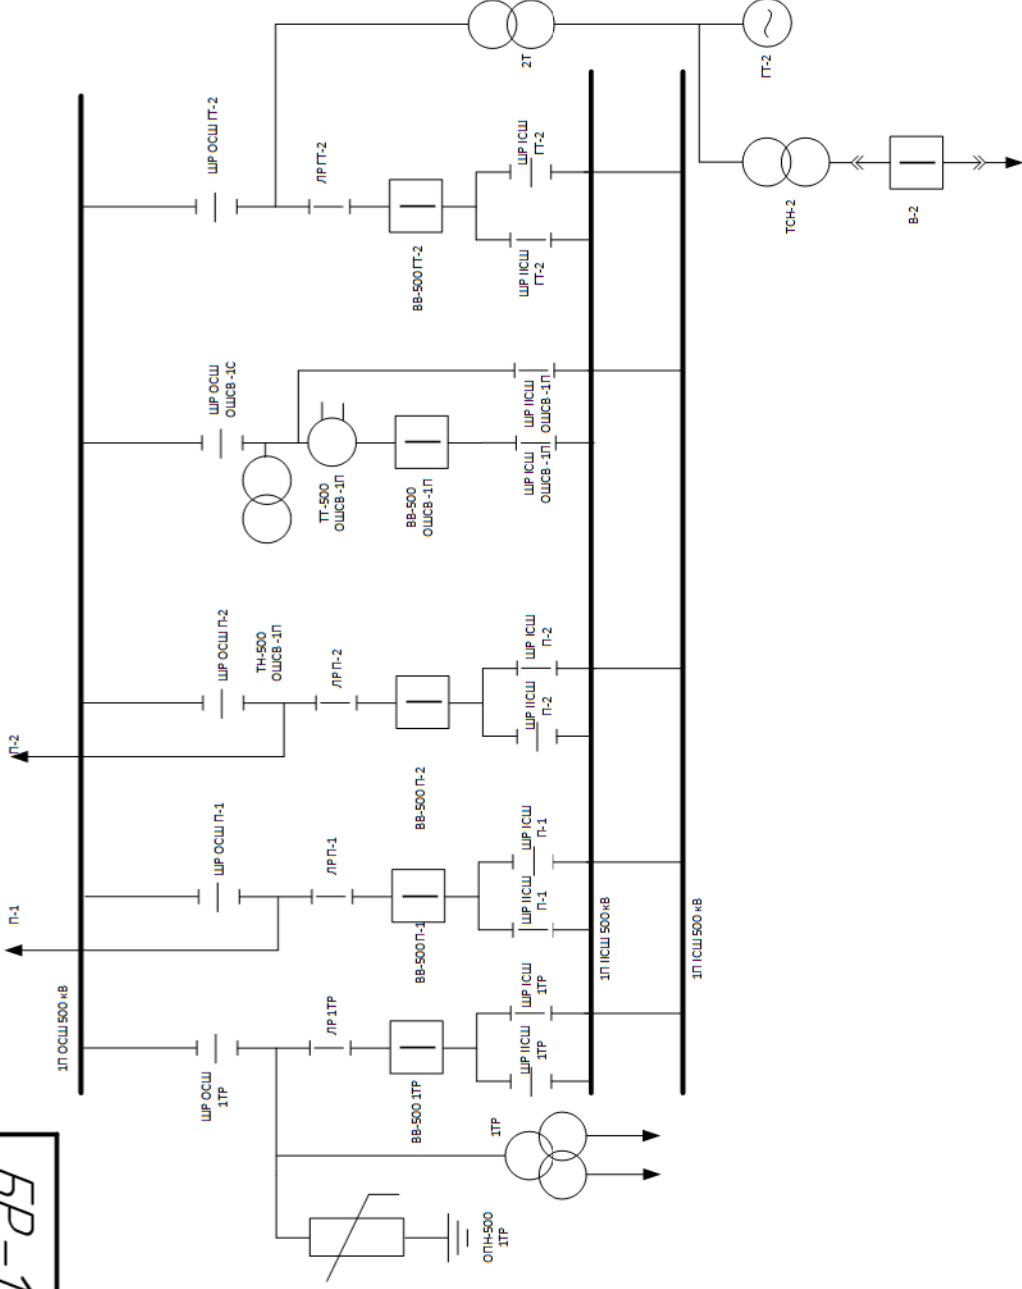 2Т
ГТ-2
ШР ОСШ ГТ-2
ЛР ГТ-2
ВВ-500 ГТ-2
ШР IСШ
ГТ-2
ШР IIСШ
ГТ-2
ТСН-2
В-2
ШР ОСШ
ОШСВ-1С
ТТ-500
ОШСВ-1П
ВВ-500
ОШСВ-1П
ШР IIСШ
ОШСВ-1П
ШР IСШ
ОШСВ-1П
ШР ОСШ П-2
ТН-500
ОШСВ-1П
ЛР П-2
ВВ-500 П-2
ШР IСШ
П-2
ШР IIСШ
П-2
П-2
ШР ОСШ П-1
ЛР П-1
ВВ-500 П-1
ШР IСШ
П-1
ШР IIСШ
П-1
П-1
1П ОСШ 500 кВ
1П IIСШ 500 кВ
1П IСШ 500 кВ
ШР ОСШ
1ТР
ЛР 1ТР
ВВ-500 1ТР
ШР IСШ
1ТР
ШР IIСШ
1ТР
1ТР
ОПН-500
1ТР
БР-1